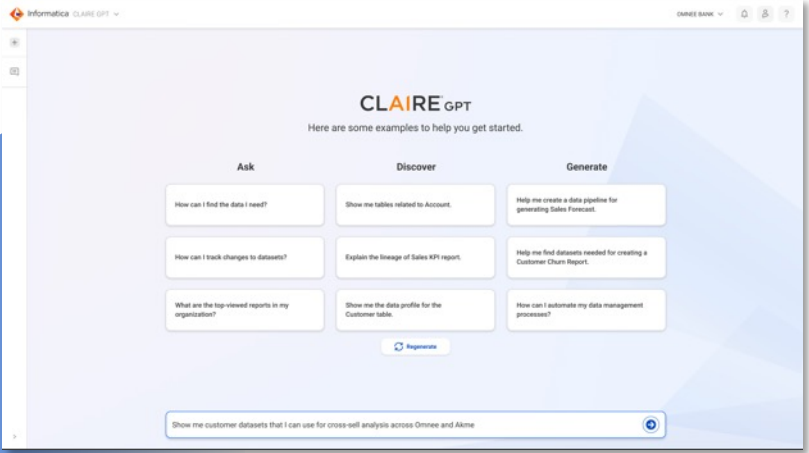 Informatica CLAIRE GPT
OMNEE BANK
?
CLAIRE GPT
Here are some examples to help you get started.
Ask
Discover
Generate
How can I find the data I need?
Show me tables related to Account.
Help me create a data pipeline for
generating Sales Forecast.
How can I track changes to datasets?
Explain the lineage of Sales KPI report.
Help me find datasets needed for creating a
Customer Churn Report.
What are the top-viewed reports in my
organization?
Show me the data profile for the
Customer table.
How can I automate my data management
processes?
Regenerate
Show me customer datasets that I can use for cross-sell analysis across Omnee and Akme